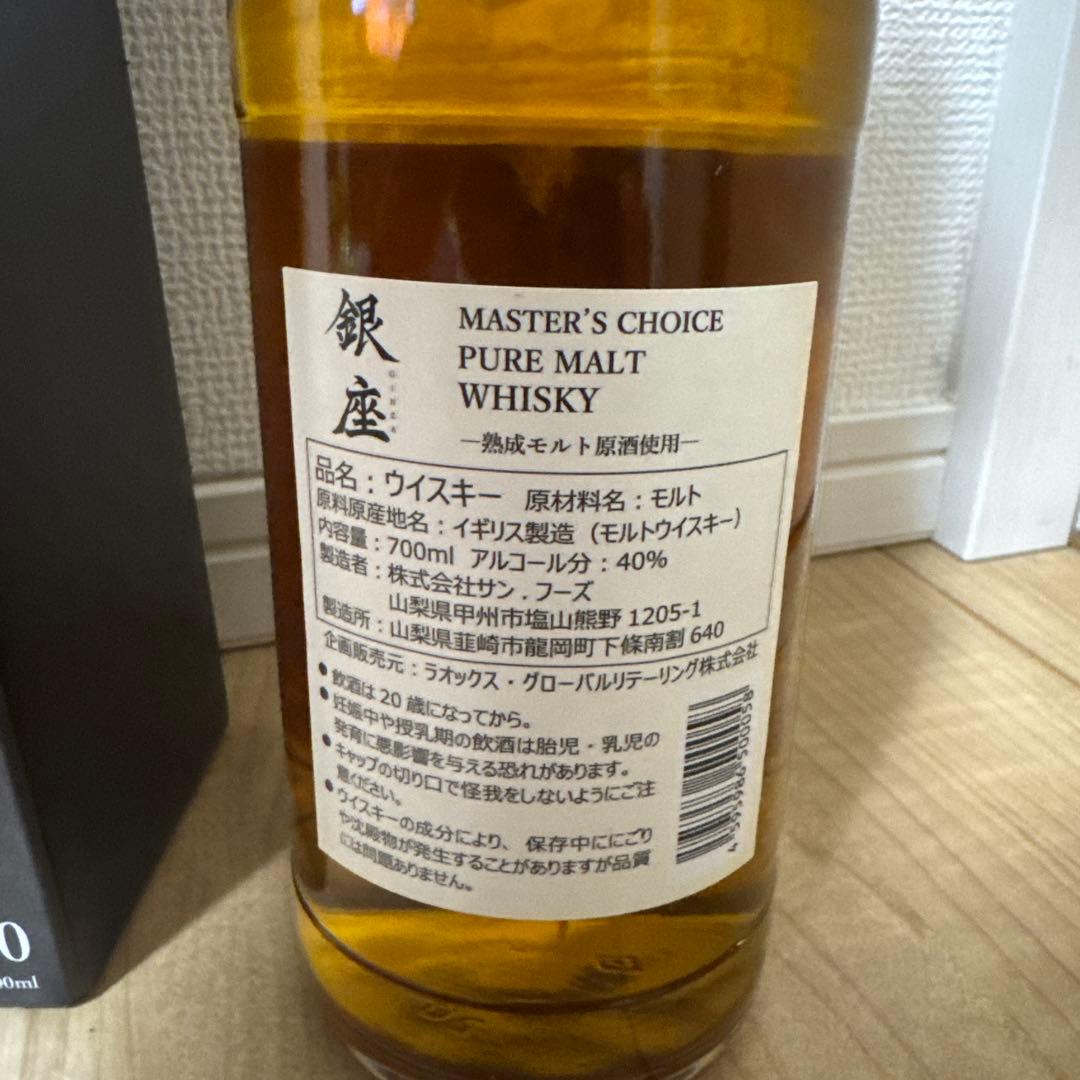 銀座
GINZA
MASTER'S CHOICE
PURE MALT
WHISKY
―熟成モルト原酒使用―
品名：ウイスキー 原材料名：モルト
原料原産地名：イギリス製造（モルトウイスキー）
内容量：700ml アルコール分：40%
製造者：株式会社サン.フーズ
山梨県甲州市塩山熊野 1205-1
製造所：山梨県韮崎市龍岡町下條南割 640
企画販売元：ラオックス・グローバルリテーリング株式会社
●飲酒は20歳になってから。
●妊娠中や授乳期の飲酒は胎児・乳児の
発育に悪影響を与える恐れがあります。
●キャップの切り口で怪我をしないようにご注
意ください。
●ウイスキーの成分により、保存中ににごり
や沈殿物が発生することがありますが品質
には問題ありません。
4 595986 500058
0
00ml